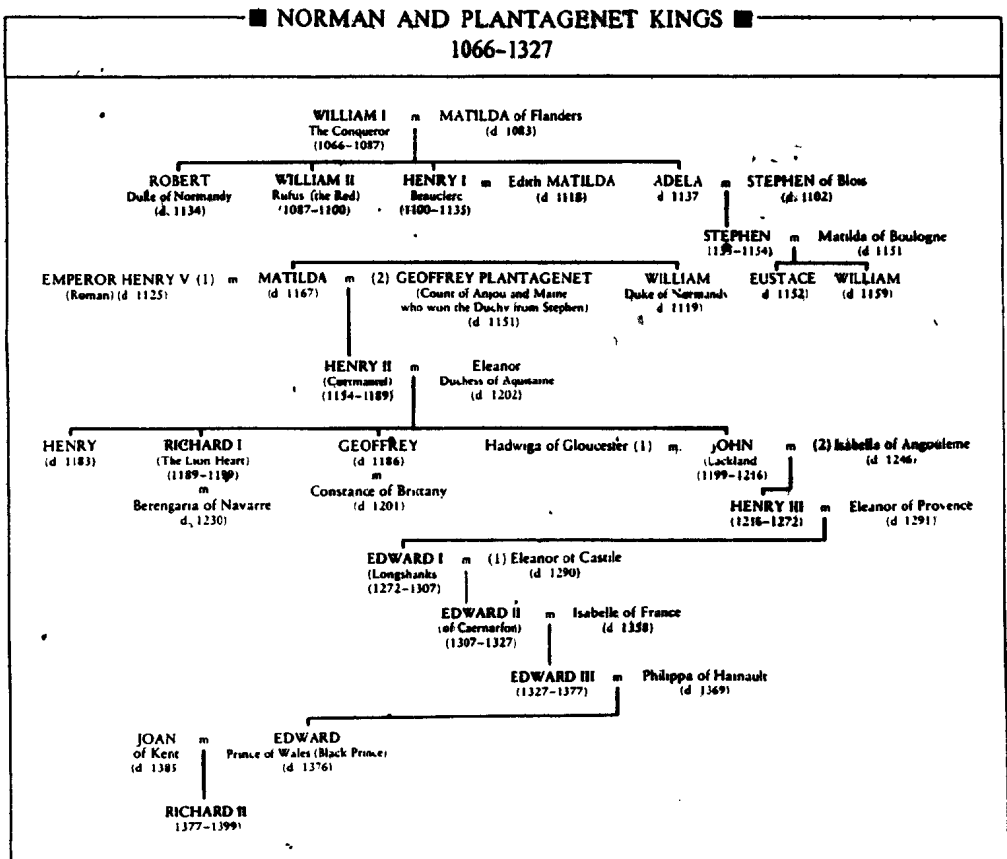 ■ NORMAN AND PLANTAGENET KINGS ■
1066-1327
WILLIAM I m MATILDA of Flanders
The Conqueror (d 1083)
(1066-1087)
ROBERT WILLIAM II HENRY I m Edith MATILDA ADELA m STEPHEN of Blois
Duke of Normandy Rufus (the Red) Beauclerc (d 1118) d 1137 (d. 1102)
(d. 1134) (1087-1100) (1100-1135)
STEPHEN m Matilda of Boulogne
(1135-1154) (d 1151
EMPEROR HENRY V (1) m MATILDA m (2) GEOFFREY PLANTAGENET WILLIAM EUSTACE WILLIAM
(Roman) (d 1125) (d 1167) (Count of Anjou and Maine Duke of Normandy d 1152) (d 1159)
who won the Duchy from Stephen) d 1119)
(d 1151)
HENRY II m Eleanor
(Curtmantel) Duchess of Aquitaine
(1154-1189) (d 1202)
HENRY RICHARD I GEOFFREY Hadwiga of Gloucester (1) m. JOHN m (2) Isabella of Angouleme
(d 1183) (The Lion Heart) (d 1186) (Lackland (d 1246)
(1189-1199) m (1199-1216)
m Constance of Brittany
Berengaria of Navarre (d 1201)
d. 1230)
HENRY III m Eleanor of Provence
(1216-1272) (d 1291)
EDWARD I m (1) Eleanor of Castile
(Longshanks (d 1290)
(1272-1307)
EDWARD II m Isabelle of France
(of Caernarfon) (d 1358)
(1307-1327)
EDWARD III m Philippa of Hainault
(1327-1377) (d 1369)
JOAN m EDWARD
of Kent Prince of Wales (Black Prince)
(d 1385 (d 1376)
RICHARD II
1377-1399)